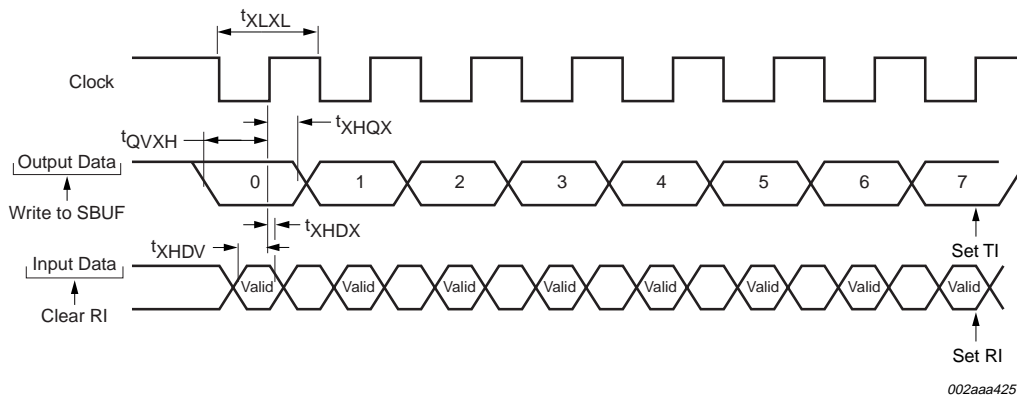 tXLXL
Clock
tXHQX
tQVXH
Output Data
0 1 2 3 4 5 6 7
Write to SBUF
tXHDX
tXHDV
Set TI
Input Data
Valid Valid Valid Valid Valid Valid Valid Valid
Clear RI
Set RI
002aaa425